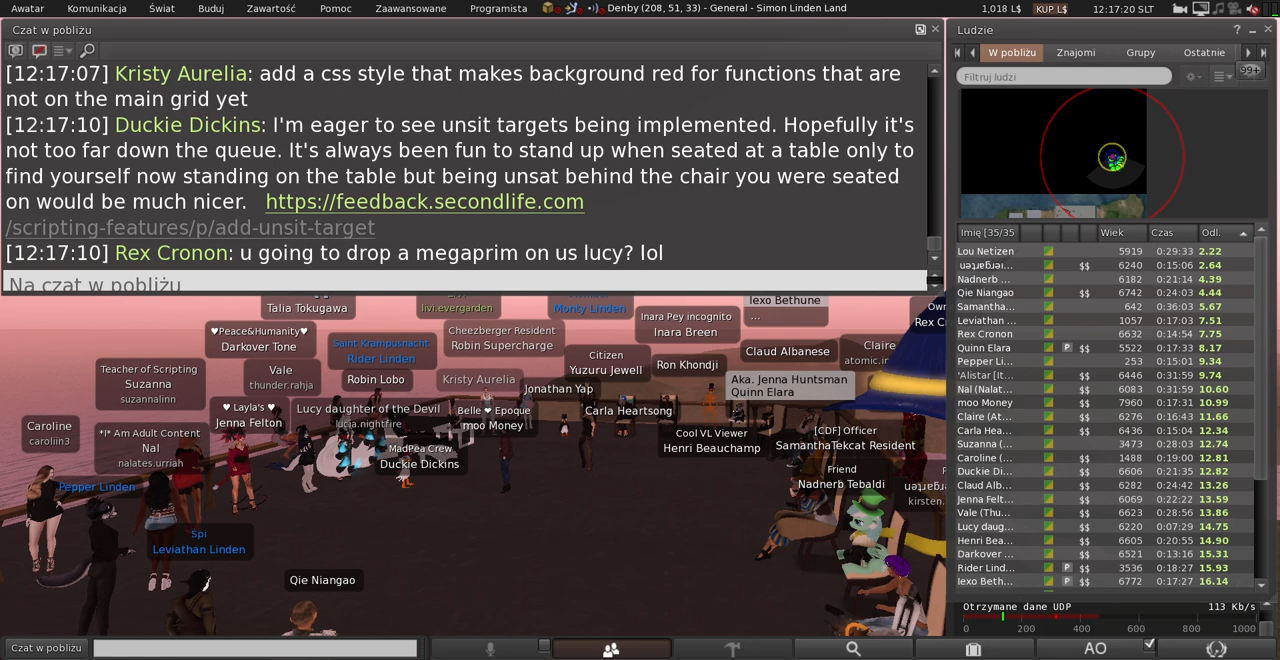 Awatar Komunikacja Świat Buduj Zawartość Pomoc Zaawansowane Programista Denby (208, 51, 33) - General - Simon Linden Land 1,018 L$ KUP L$ 12:17:20 SLT
Czat w pobliżu
[12:17:07] Kristy Aurelia: add a css style that makes background red for functions that are
not on the main grid yet
[12:17:10] Duckie Dickins: I'm eager to see unsit targets being implemented. Hopefully it's
not too far down the queue. It's always been fun to stand up when seated at a table only to
find yourself now standing on the table but being unsat behind the chair you were seated
on would be much nicer. https://feedback.secondlife.com
/scripting-features/p/add-unsit-target
[12:17:10] Rex Cronon: u going to drop a megaprim on us lucy? lol
Na czat w pobliżu
Talia Tokugawa
livi.evergarden
Monty Linden
Iexo Bethune
...
Rex Cr
♥Peace&Humanity♥
Darkover Tone
Saint Krampusnacht
Rider Linden
Cheezberger Resident
Robin Supercharge
Inara Pey incognito
Inara Breen
Teacher of Scripting
Suzanna
suzannalinn
Vale
thunder.rahja
Robin Lobo
Kristy Aurelia
Citizen
Yuzuru Jewell
Ron Khondji
Claud Albanese
Claire
atomic.in
Jonathan Yap
Aka. Jenna Huntsman
Quinn Elara
♥ Layla's ♥
Jenna Felton
Lucy daughter of the Devil
lucia.nightfire
Belle ❤ Epoque
moo Money
Carla Heartsong
Caroline
caroliin3
*!* Am Adult Content
Nal
nalates.urriah
MadPea Crew
Duckie Dickins
Cool VL Viewer
Henri Beauchamp
[CDF] Officer
SamanthaTekcat Resident
Friend
Nadnerb Tebaldi
kirsten.
Pepper Linden
Śpi
Leviathan Linden
Qie Niangao
Czat w pobliżu
Ludzie ?
W pobliżu Znajomi Grupy Ostatnie
Filtruj ludzi 99+
Imię [35/35 Wiek Czas Odl.
Lou Netizen 5919 0:29:33 2.22
$$ 6240 0:15:06 2.64
Nadnerb ... 6182 0:21:14 4.39
Qie Niangao $$ 6742 0:24:03 4.44
Samantha... 642 0:36:03 5.67
Leviathan ... 1057 0:17:03 7.51
Rex Cronon 6632 0:14:54 7.75
Quinn Elara P $$ 5522 0:17:33 8.17
Pepper Li... 253 0:15:01 9.34
'Alistar [It... $$ 6446 0:31:59 9.74
Nal (Nalat... $$ 6083 0:31:59 10.60
moo Money $$ 7960 0:17:31 10.99
Claire (At... $$ 6276 0:16:43 11.66
Carla Hea... $$ 6436 0:15:04 12.34
Suzanna (... 3473 0:28:03 12.74
Caroline (... $$ 1488 0:19:00 12.81
Duckie Di... $$ 6606 0:21:35 12.82
Claud Alb... $$ 6282 0:24:42 13.26
Jenna Felt... $$ 6069 0:22:22 13.59
Vale (Thu... $$ 6623 0:28:56 13.86
Lucy daug... $$ 6220 0:07:29 14.75
Henri Bea... $$ 6605 0:20:55 14.90
Darkover ... $$ 6521 0:13:16 15.31
Rider Lind... P $$ 3536 0:18:27 15.93
Iexo Beth... P $$ 6772 0:17:27 16.14
Otrzymane dane UDP 113 Kb/s
0 200 400 600 800 1000
AO